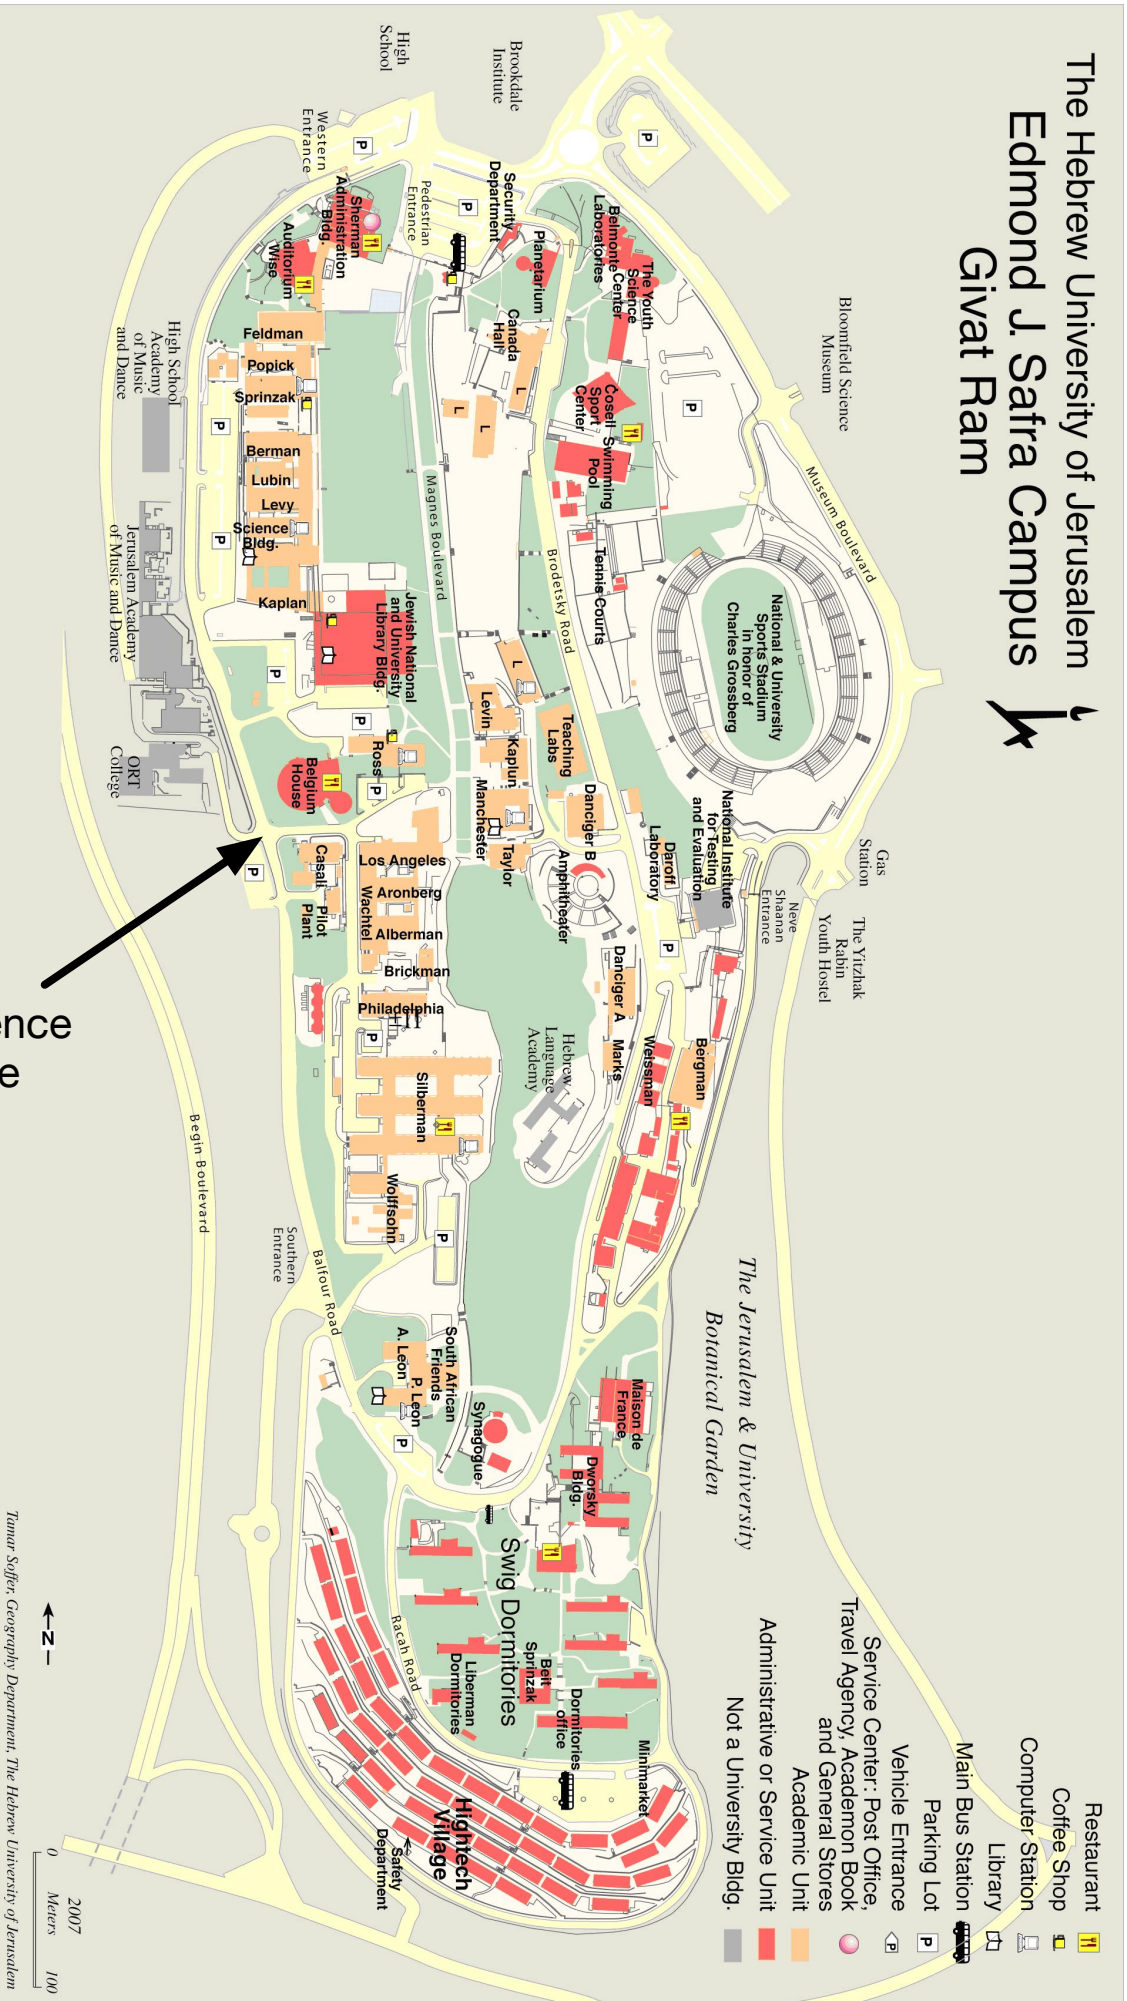 The Hebrew University of Jerusalem
Edmond J. Safra Campus
Givat Ram
Restaurant
Coffee Shop
Computer Station
Library
Main Bus Station
Parking Lot
P
Vehicle Entrance
P
Service Center: Post Office,
Travel Agency, Academon Book
and General Stores
Academic Unit
Administrative or Service Unit
Not a University Bldg.
Bloomfield Science
Museum
Museum Boulevard
Gas
Station
The Yitzhak
Rabin
Youth Hostel
Neve
Shaanan
Entrance
The Jerusalem & University
Botanical Garden
National & University
Sports Stadium
in honor of
Charles Grossberg
National Institute
for Testing
and Evaluation
P
P
The Youth
Science
Center
Belmonte
Laboratories
Cosell
Sport
Center
Swimming
Pool
Tennis Courts
Daroff
Laboratory
P
Bergman
Weissman
Maison de
France
Minimarket
Brodetsky Road
Teaching
Labs
Danciger B
Amphitheater
Danciger A
Marks
Hebrew
Language
Academy
Dworsky
Bldg.
Dormitories
office
Beit
Sprinzak
Swig Dormitories
Liberman
Dormitories
Brookdale
Institute
High
School
Security
Department
Planetarium
P
Canada
Hall
L
L
L
L
Levin
Kaplun
Manchester
Taylor
Magnes Boulevard
Pedestrian
Entrance
Western
Entrance
P
Sherman
Administration
Bldg.
Wise
Auditorium
Feldman
Popick
Sprinzak
Berman
Lubin
Levy
Science
Bldg.
Kaplan
Jewish National
and University
Library Bldg.
P
P
P
P
Ross
P
Belgium
House
P
Casali
Pilot
Plant
Los Angeles
Aronberg
Wachtel
Alberman
Brickman
Philadelphia
P
Silberman
Wolffsohn
P
South African
Friends
A. Leon
P. Leon
Synagogue
P
Southern
Entrance
Balfour Road
Racah Road
Hightech
Village
Safety
Department
High School
Academy
of Music
and Dance
Jerusalem Academy
of Music and Dance
ORT
College
Begin Boulevard
ence
e
N
0 Meters 100
2007
Tamar Soffer, Geography Department, The Hebrew University of Jerusalem